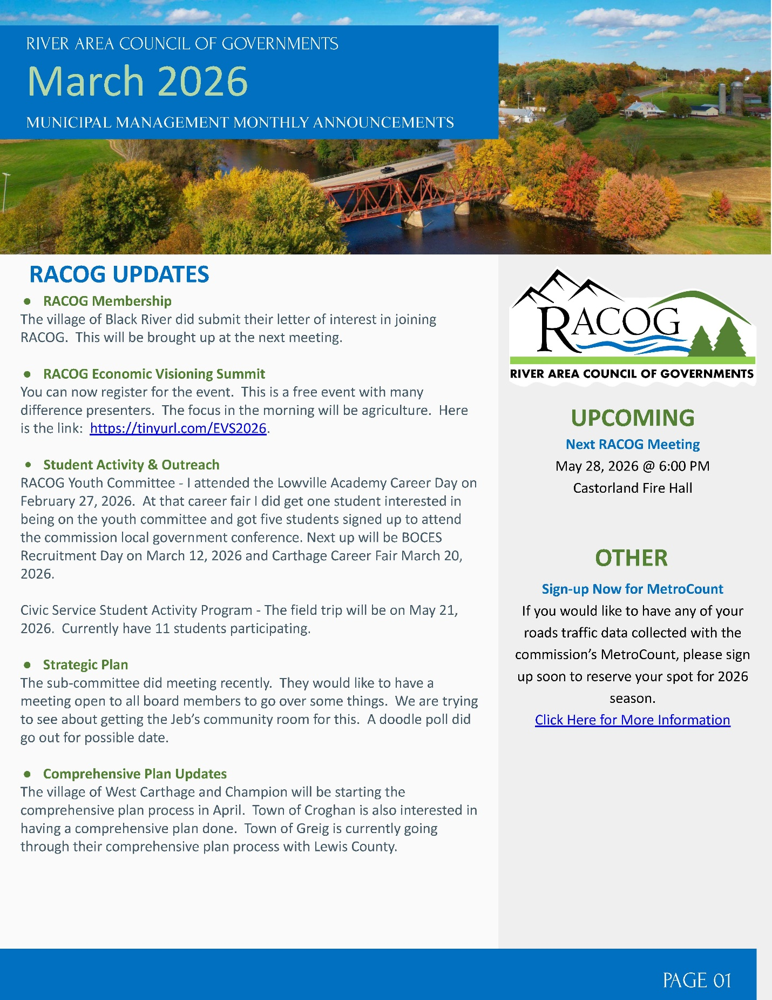 RIVER AREA COUNCIL OF GOVERNMENTS
March 2026
MUNICIPAL MANAGEMENT MONTHLY ANNOUNCEMENTS
RACOG UPDATES
● RACOG Membership
The village of Black River did submit their letter of interest in joining
RACOG.  This will be brought up at the next meeting.
● RACOG Economic Visioning Summit
You can now register for the event.  This is a free event with many
difference presenters.  The focus in the morning will be agriculture.  Here
is the link:  https://tinyurl.com/EVS2026.
● Student Activity & Outreach
RACOG Youth Committee - I attended the Lowville Academy Career Day on
February 27, 2026.  At that career fair I did get one student interested in
being on the youth committee and got five students signed up to attend
the commission local government conference. Next up will be BOCES
Recruitment Day on March 12, 2026 and Carthage Career Fair March 20,
2026.
Civic Service Student Activity Program - The field trip will be on May 21,
2026.  Currently have 11 students participating.
● Strategic Plan
The sub-committee did meeting recently.  They would like to have a
meeting open to all board members to go over some things.  We are trying
to see about getting the Jeb’s community room for this.  A doodle poll did
go out for possible date.
● Comprehensive Plan Updates
The village of West Carthage and Champion will be starting the
comprehensive plan process in April.  Town of Croghan is also interested in
having a comprehensive plan done.  Town of Greig is currently going
through their comprehensive plan process with Lewis County.
RACOG
RIVER AREA COUNCIL OF GOVERNMENTS
UPCOMING
Next RACOG Meeting
May 28, 2026 @ 6:00 PM
Castorland Fire Hall
OTHER
Sign-up Now for MetroCount
If you would like to have any of your
roads traffic data collected with the
commission’s MetroCount, please sign
up soon to reserve your spot for 2026
season.
Click Here for More Information
PAGE 01